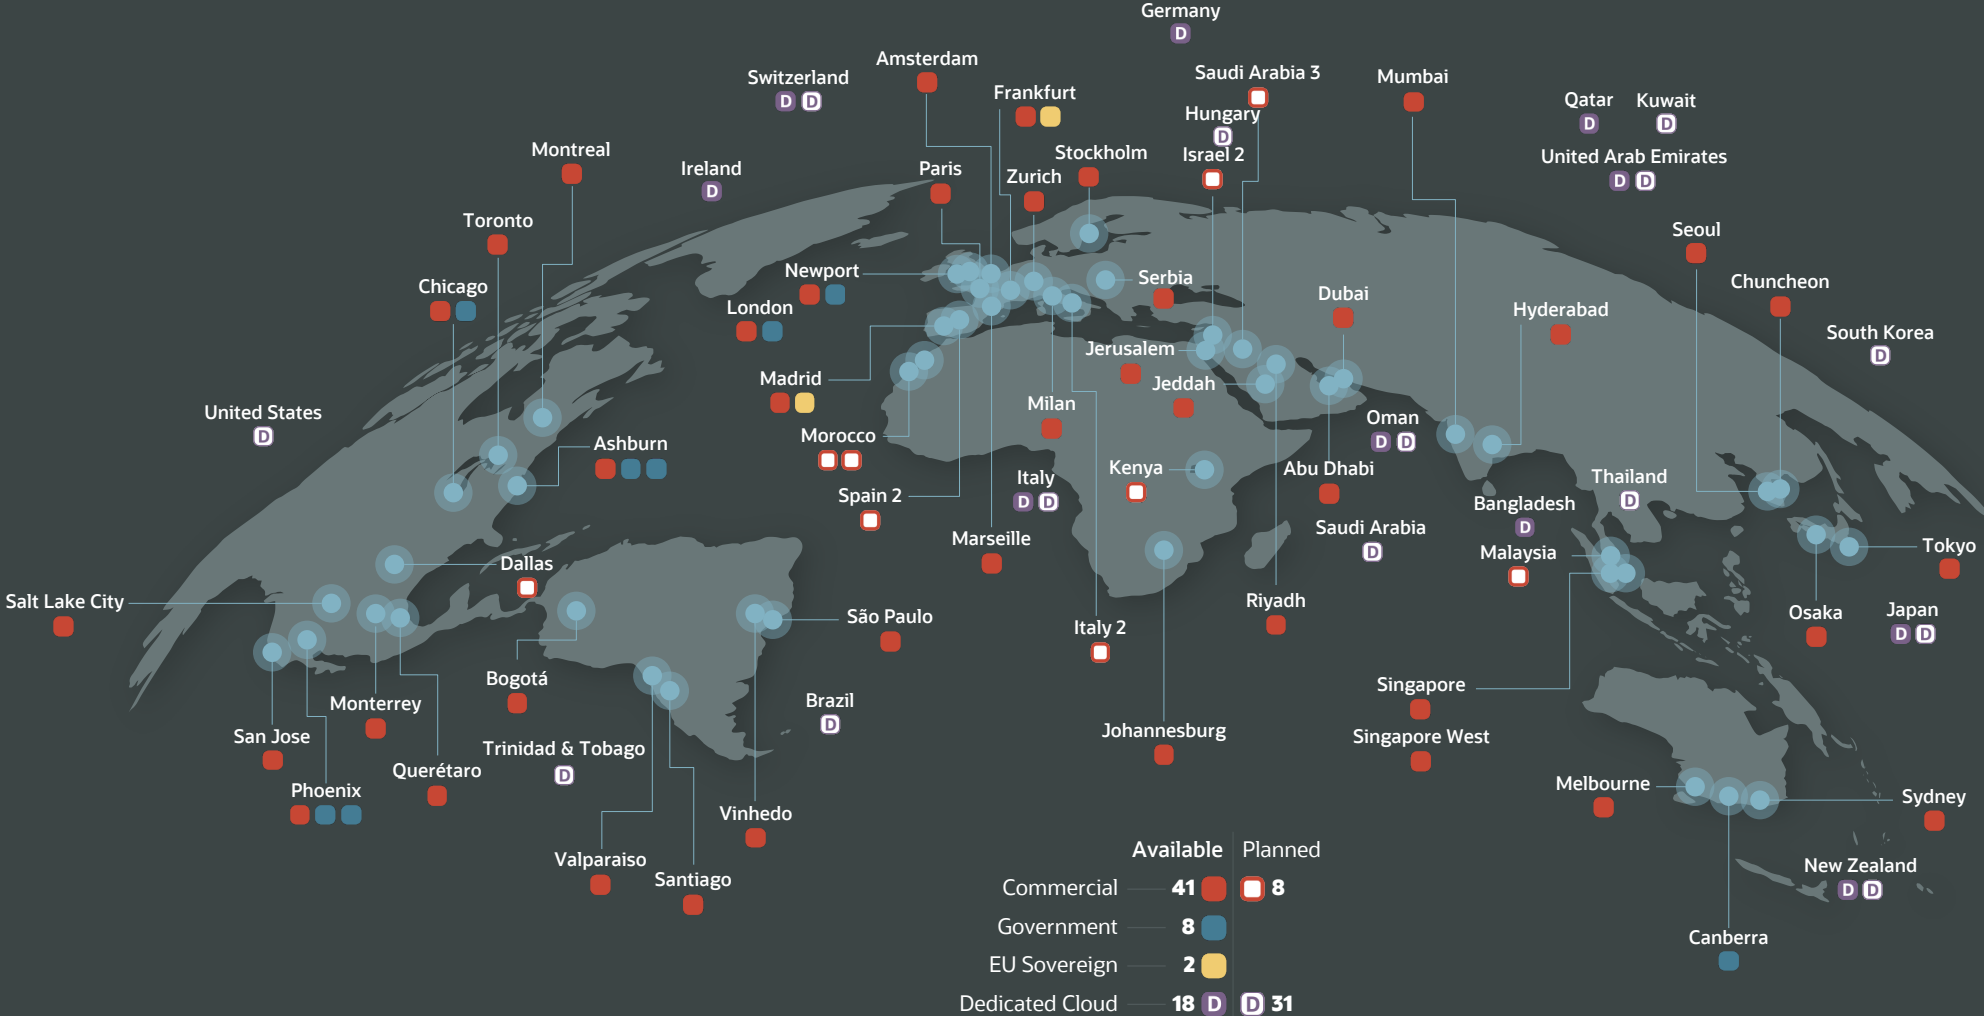 Germany
D
Amsterdam
Saudi Arabia 3
Mumbai
Switzerland
D D
Frankfurt
Qatar
D
Kuwait
D
Hungary
D
Montreal
Ireland
D
Paris
Zurich
Stockholm
Israel 2
United Arab Emirates
D D
Toronto
Seoul
Newport
Serbia
Chuncheon
Chicago
London
Dubai
Hyderabad
South Korea
D
Jerusalem
Madrid
Jeddah
United States
D
Milan
Oman
D D
Ashburn
Morocco
Italy
D D
Kenya
Abu Dhabi
Thailand
D
Spain 2
Bangladesh
D
Saudi Arabia
D
Marseille
Malaysia
Tokyo
Dallas
Salt Lake City
São Paulo
Italy 2
Riyadh
Osaka
Japan
D D
Bogotá
Singapore
Monterrey
Brazil
D
San Jose
Trinidad & Tobago
D
Johannesburg
Singapore West
Querétaro
Phoenix
Vinhedo
Melbourne
Sydney
Valparaiso
Santiago
New Zealand
D D
Canberra
Available Planned
Commercial 41 8
Government 8
EU Sovereign 2
Dedicated Cloud 18 D D 31